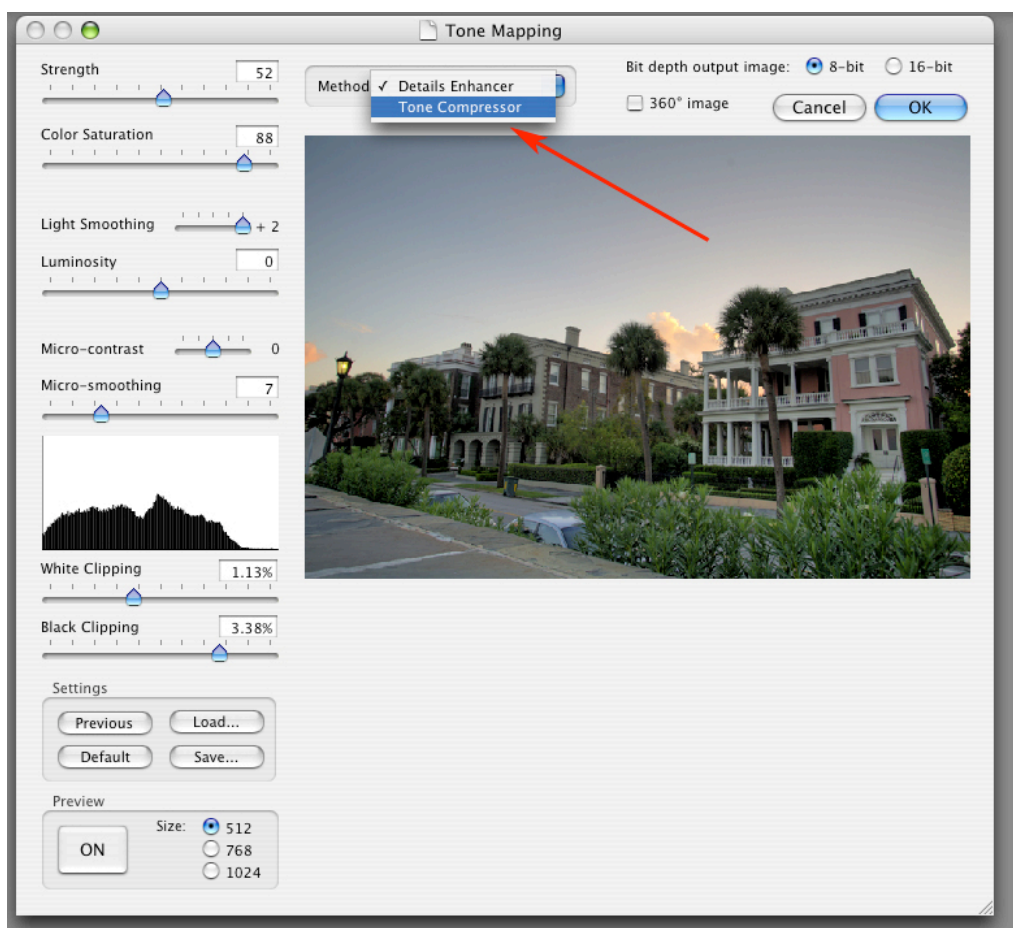 Tone Mapping
Strength 52
Color Saturation 88
Light Smoothing + 2
Luminosity 0
Micro-contrast 0
Micro-smoothing 7
White Clipping 1.13%
Black Clipping 3.38%
Settings
Previous Load...
Default Save...
Preview
ON
Size: 512
768
1024
Method ✓ Details Enhancer
Tone Compressor
Bit depth output image: 8-bit 16-bit
360° image
Cancel OK